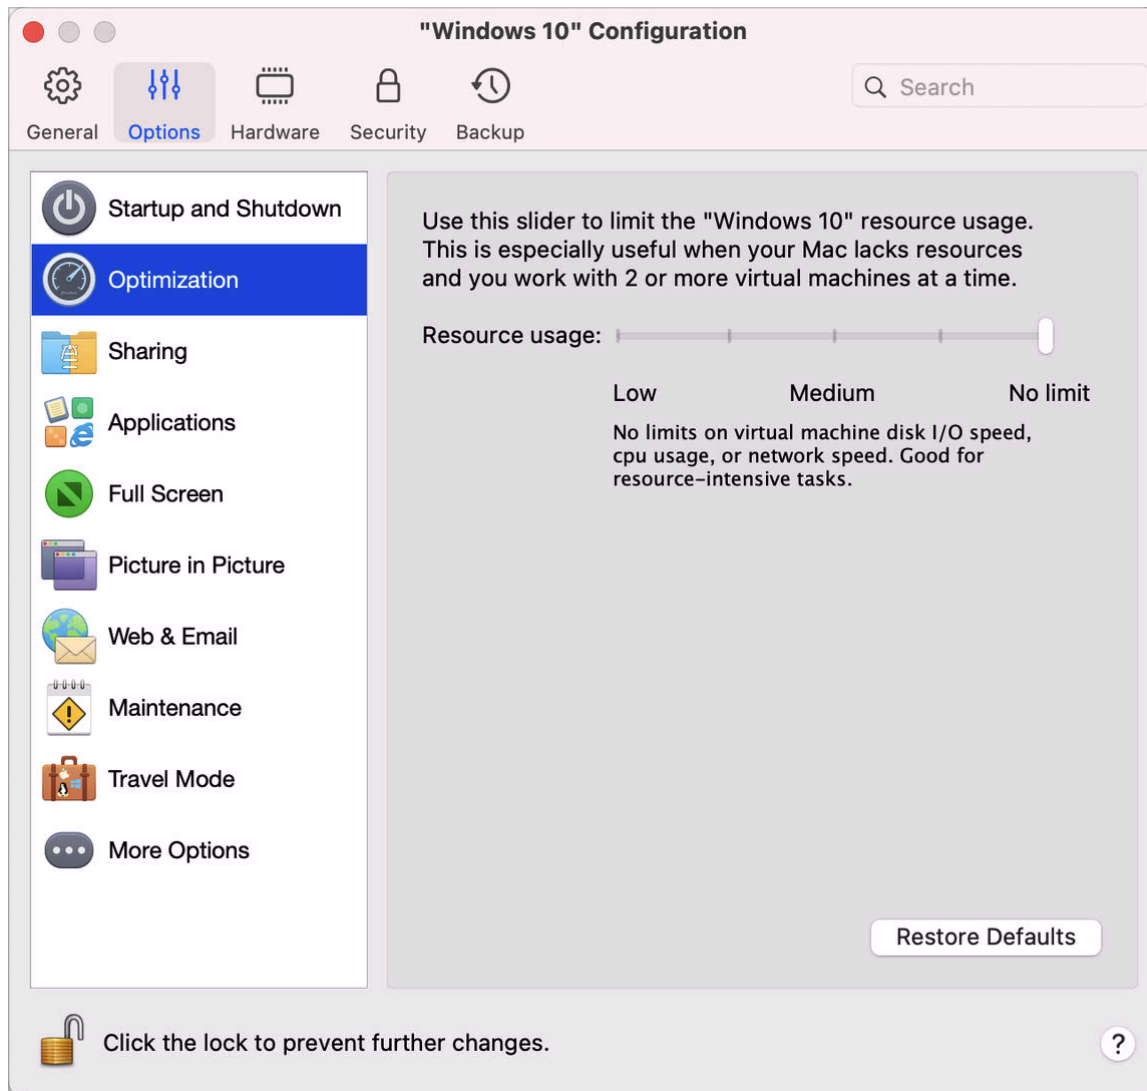 "Windows 10" Configuration
General Options Hardware Security Backup
Search
Startup and Shutdown
Optimization
Sharing
Applications
Full Screen
Picture in Picture
Web & Email
Maintenance
Travel Mode
More Options
Use this slider to limit the "Windows 10" resource usage.
This is especially useful when your Mac lacks resources
and you work with 2 or more virtual machines at a time.
Resource usage:
Low Medium No limit
No limits on virtual machine disk I/O speed,
cpu usage, or network speed. Good for
resource-intensive tasks.
Restore Defaults
Click the lock to prevent further changes.
?